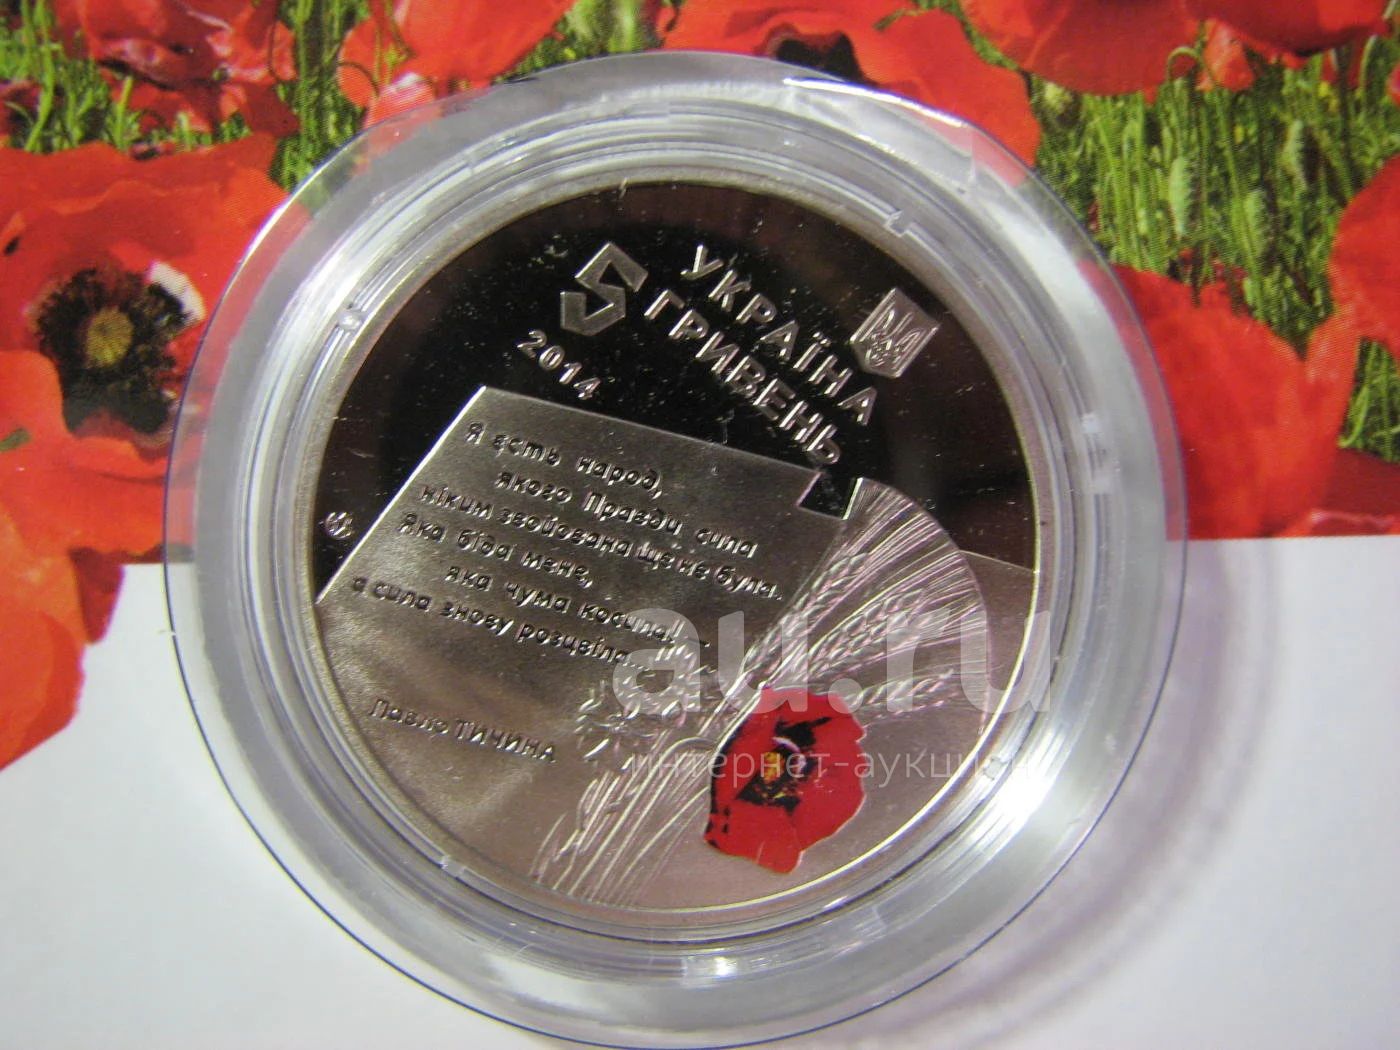 УКРАЇНА
5 ГРИВЕНЬ
2014
Я єсть народ,
якого Правди сила
ніким звойована ще не була.
Яка біда мене,
яка чума косила! –
а сила знову розцвіла...
Павло ТИЧИНА
au.ru
интернет-аукцион